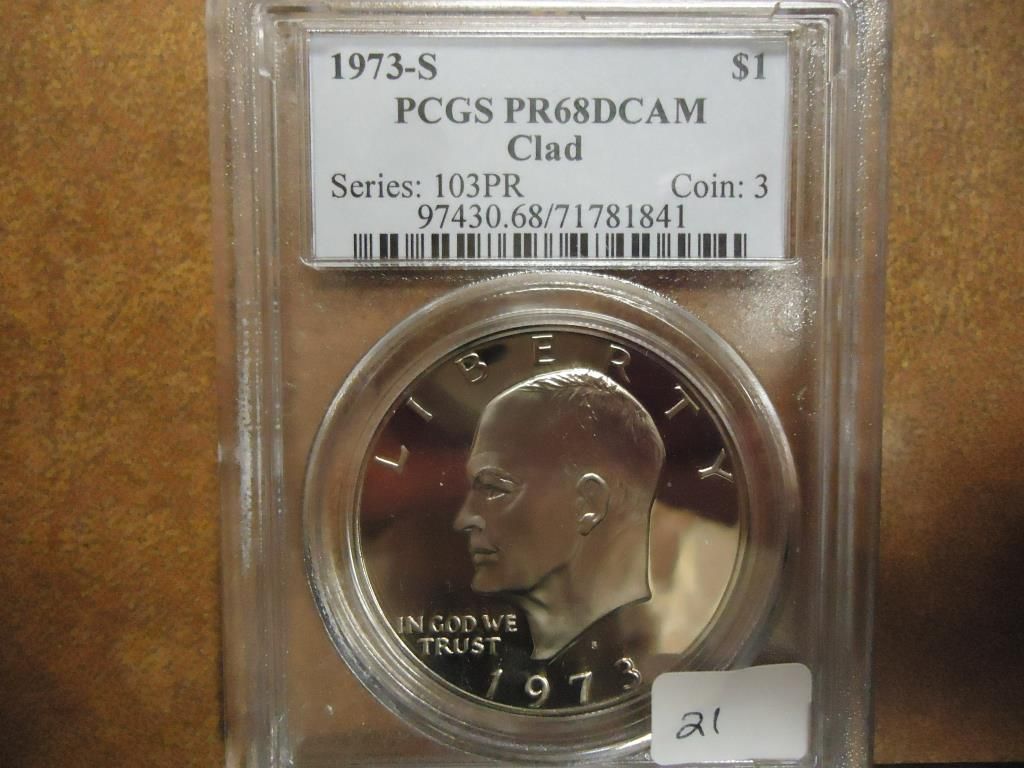 1973-S $1
PCGS PR68DCAM
Clad
Series: 103PR Coin: 3
97430.68/71781841
LIBERTY
IN GOD WE
TRUST
S
1973
21